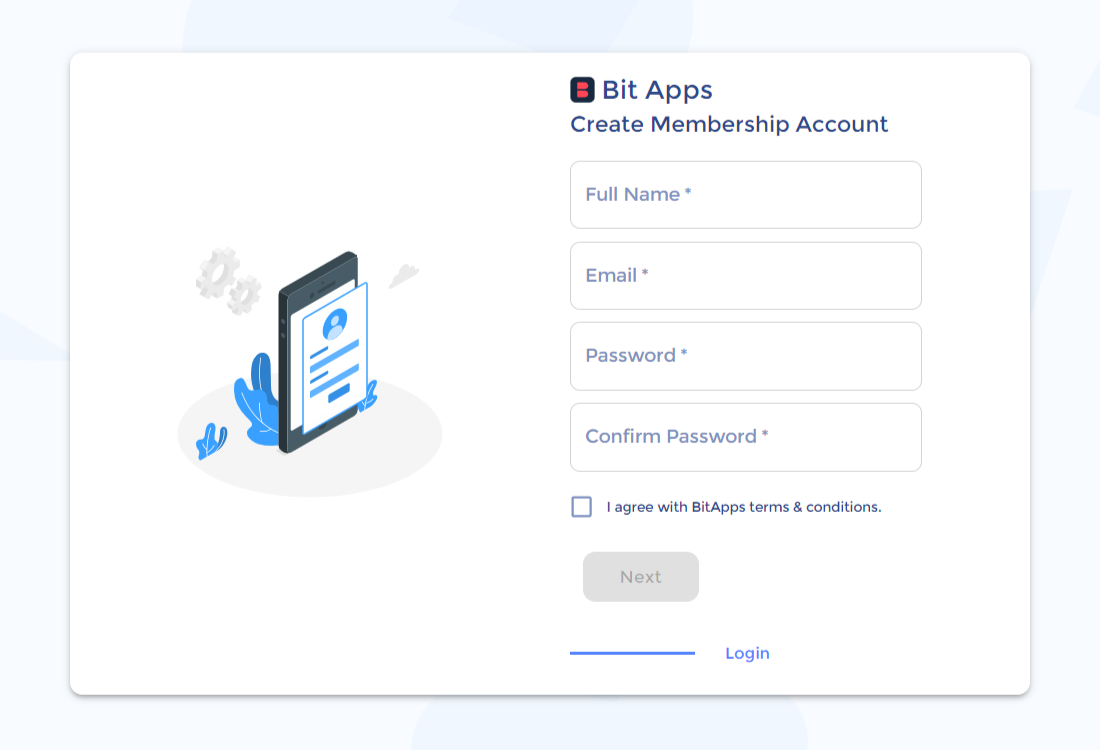 Bit Apps
Create Membership Account
Full Name *
Email *
Password *
Confirm Password *
I agree with BitApps terms & conditions.
Next
Login